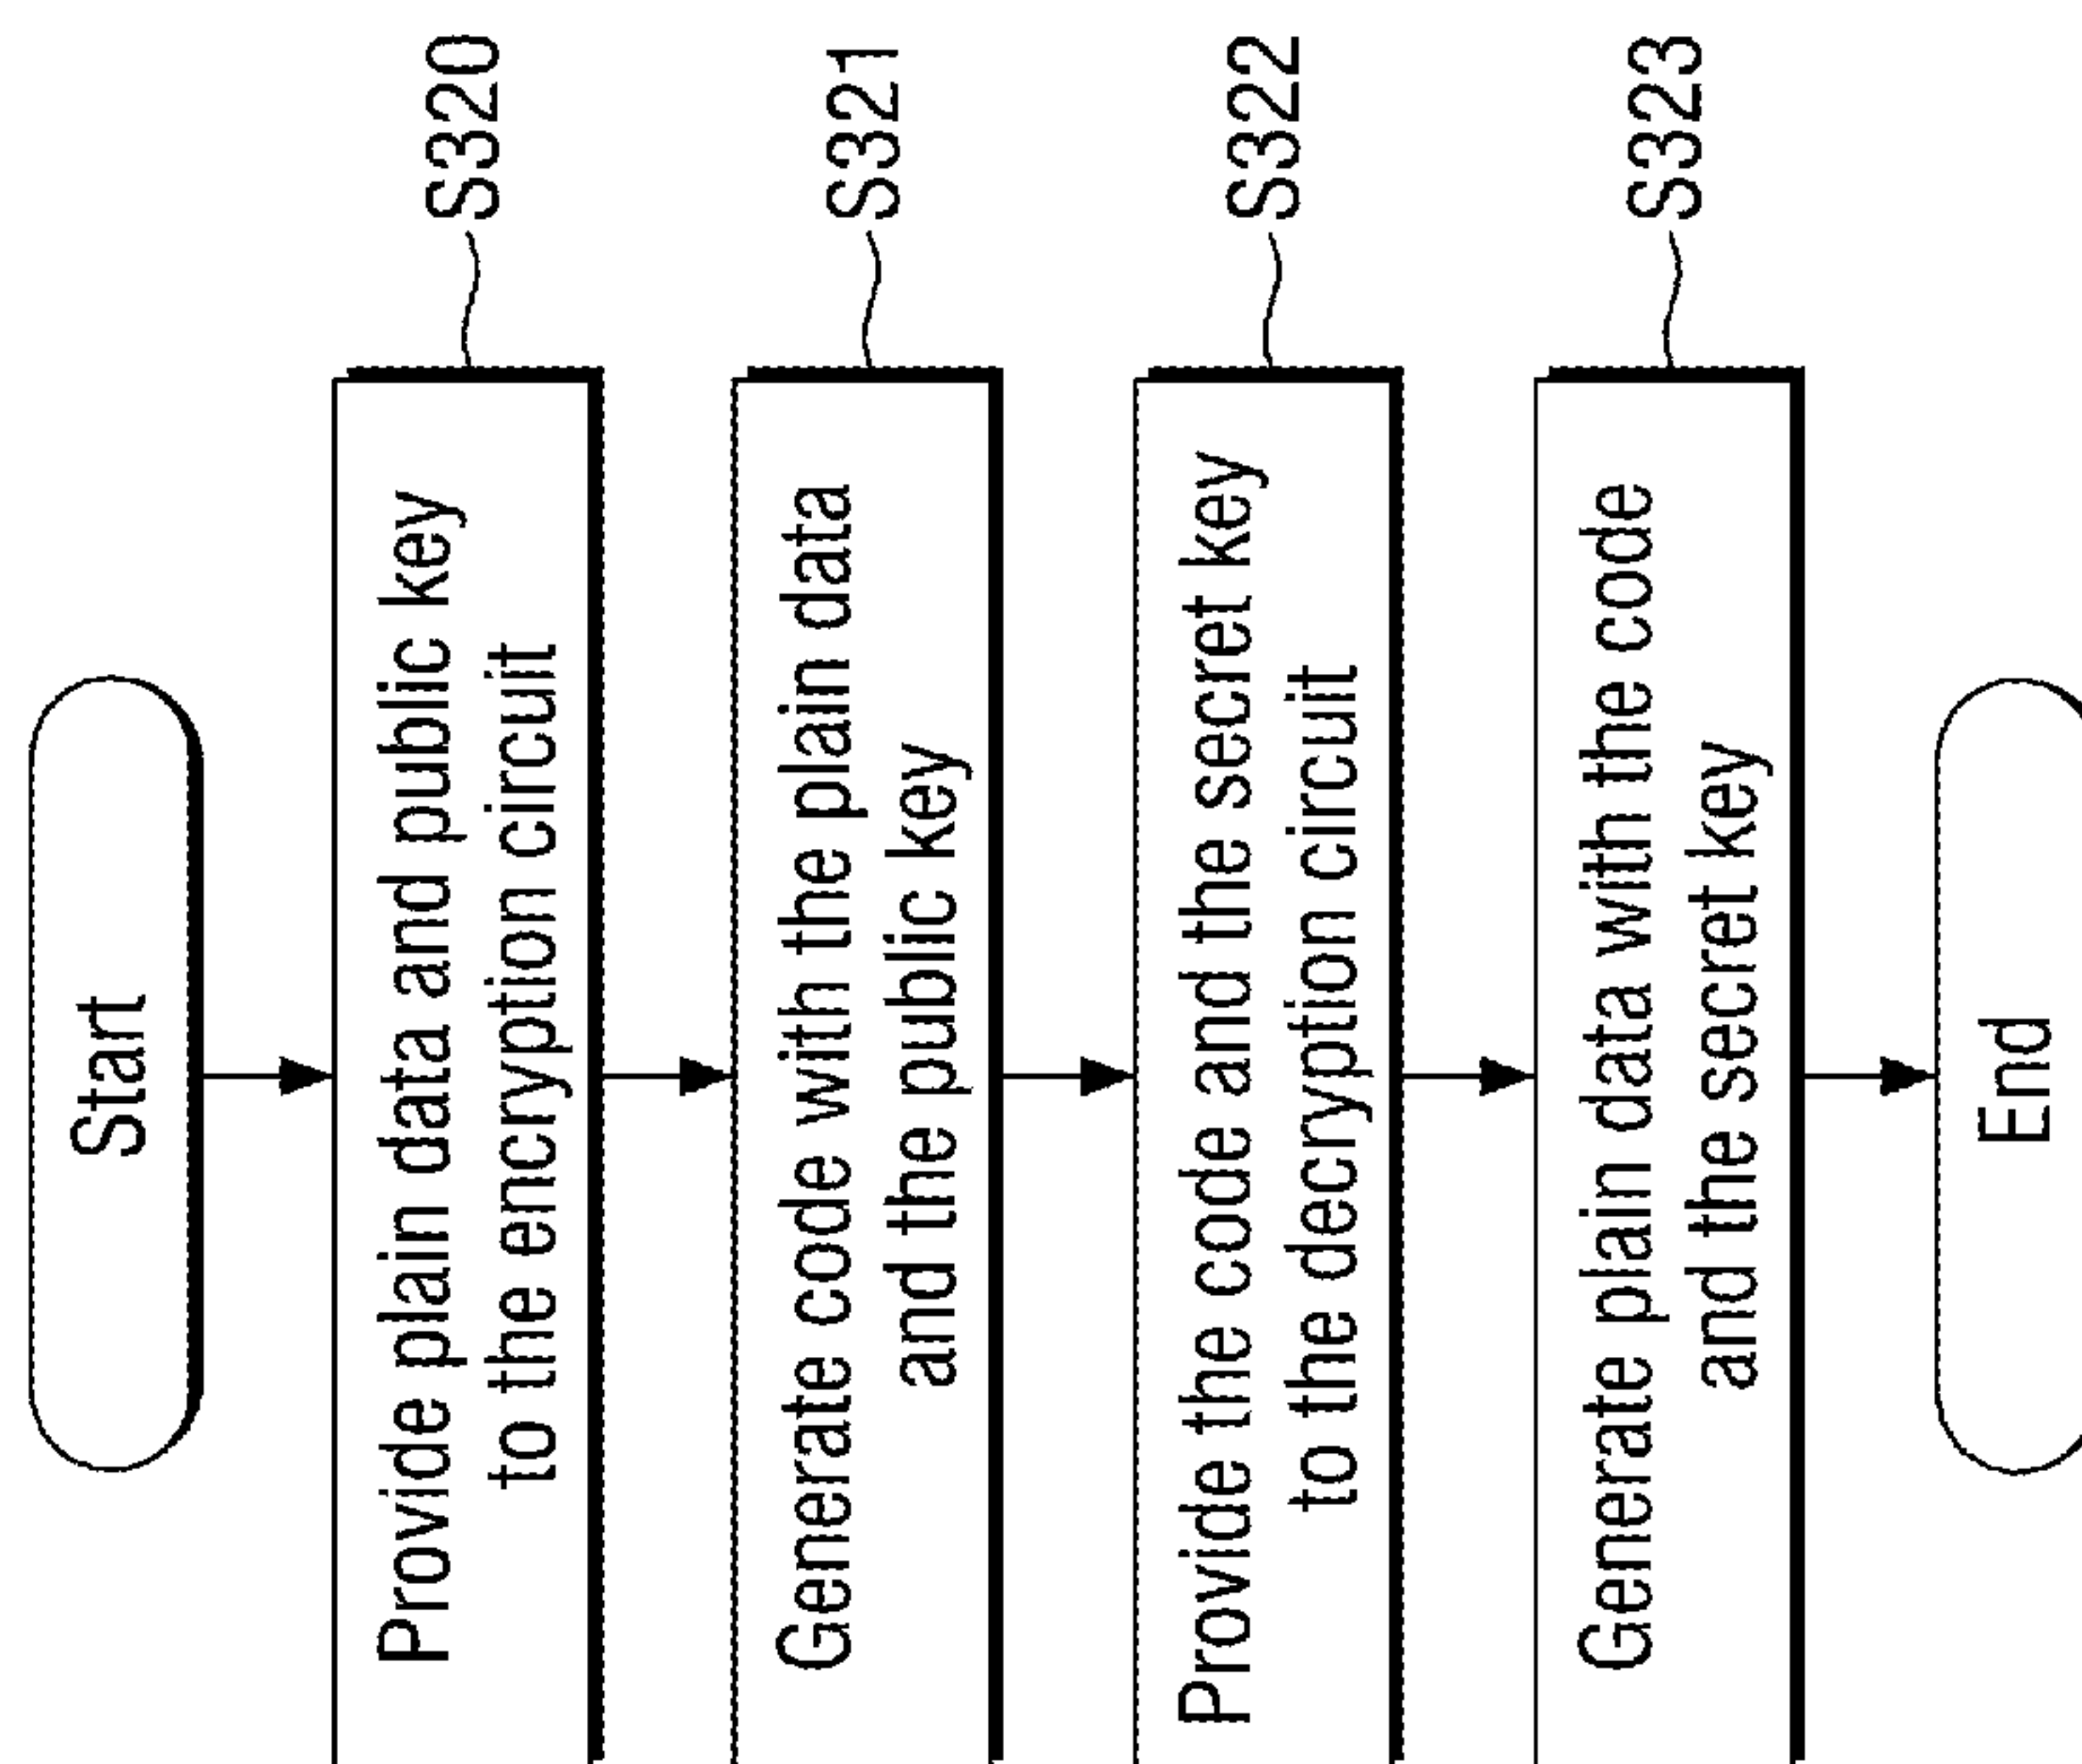 Start
Provide plain data and public key
to the encryption circuit
S320
Generate code with the plain data
and the public key
S321
Provide the code and the secret key
to the decryption circuit
S322
Generate plain data with the code
and the secret key
S323
End